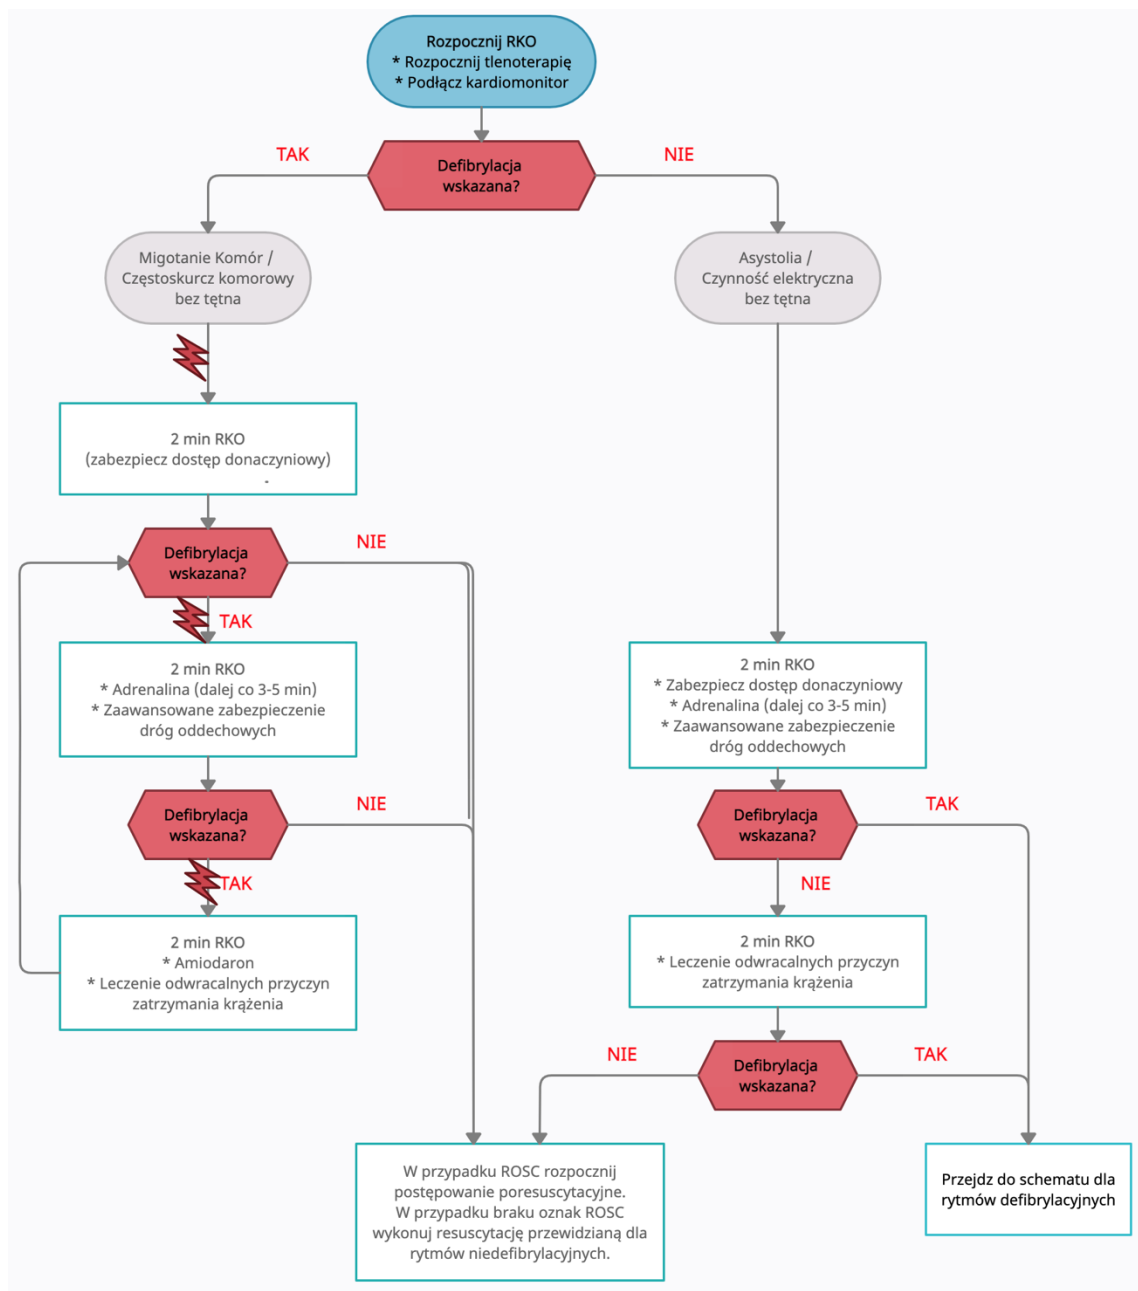 Rozpocznij RKO
* Rozpocznij tlenoterapię
* Podłącz kardiomonitor
TAK
Defibrylacja
wskazana?
NIE
Migotanie Komór /
Częstoskurcz komorowy
bez tętna
Asystolia /
Czynność elektryczna
bez tętna
2 min RKO
(zabezpiecz dostęp donaczyniowy)
-
Defibrylacja
wskazana?
NIE
TAK
2 min RKO
* Adrenalina (dalej co 3-5 min)
* Zaawansowane zabezpieczenie
dróg oddechowych
2 min RKO
* Zabezpiecz dostęp donaczyniowy
* Adrenalina (dalej co 3-5 min)
* Zaawansowane zabezpieczenie
dróg oddechowych
Defibrylacja
wskazana?
NIE
TAK
Defibrylacja
wskazana?
TAK
NIE
2 min RKO
* Amiodaron
* Leczenie odwracalnych przyczyn
zatrzymania krążenia
2 min RKO
* Leczenie odwracalnych przyczyn
zatrzymania krążenia
NIE
Defibrylacja
wskazana?
TAK
W przypadku ROSC rozpocznij
postępowanie poresuscytacyjne.
W przypadku braku oznak ROSC
wykonuj resuscytację przewidzianą dla
rytmów niedefibrylacyjnych.
Przejdz do schematu dla
rytmów defibrylacyjnych